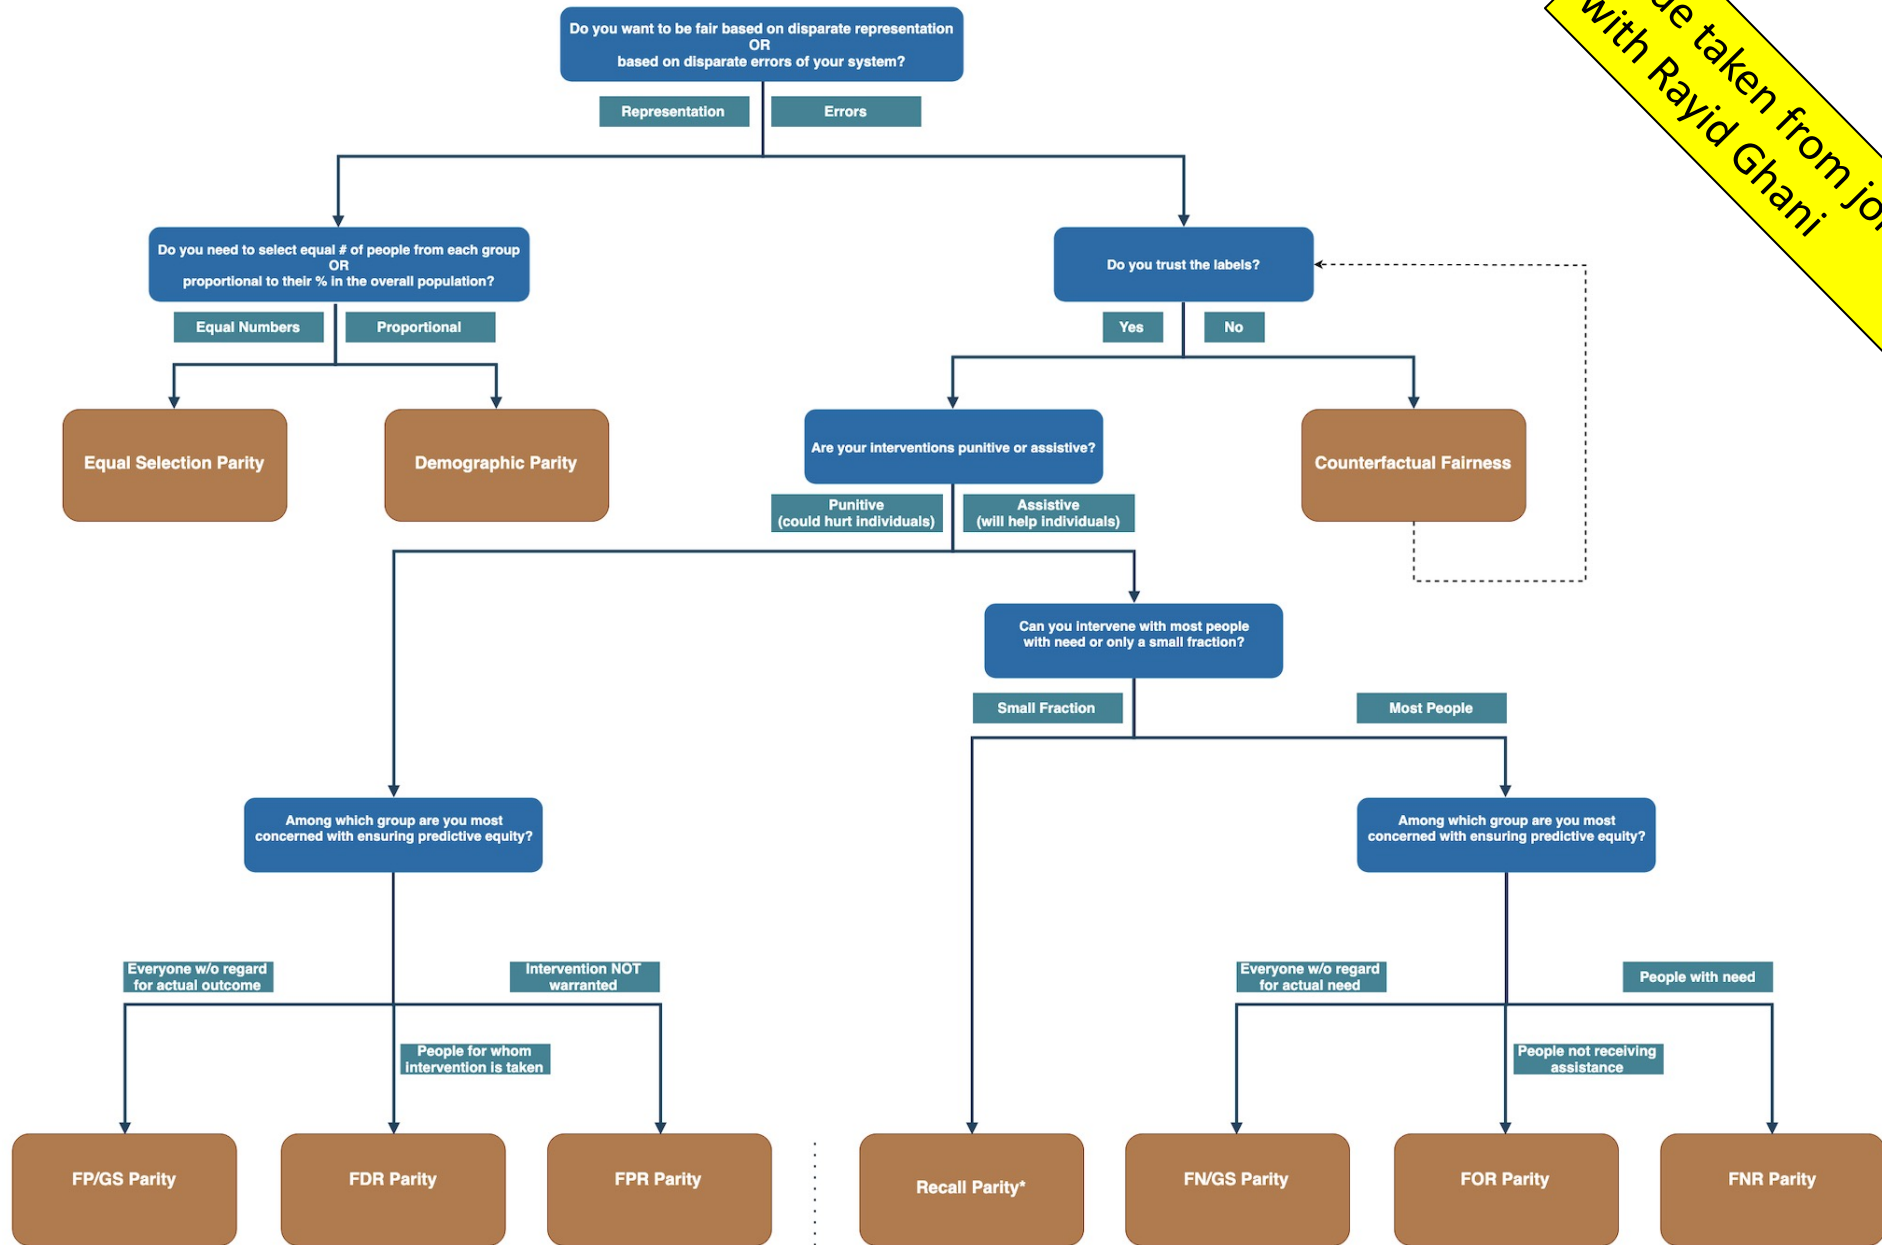 Do you want to be fair based on disparate representation
OR
based on disparate errors of your system?
Representation
Errors
taken from
with Rayid Ghani
Do you need to select equal # of people from each group
OR
proportional to their % in the overall population?
Do you trust the labels?
Equal Numbers
Proportional
Yes
No
Equal Selection Parity
Demographic Parity
Are your interventions punitive or assistive?
Counterfactual Fairness
Punitive
(could hurt individuals)
Assistive
(will help individuals)
Can you intervene with most people
with need or only a small fraction?
Small Fraction
Most People
Among which group are you most
concerned with ensuring predictive equity?
Among which group are you most
concerned with ensuring predictive equity?
Everyone w/o regard
for actual outcome
Intervention NOT
warranted
Everyone w/o regard
for actual need
People with need
People for whom
intervention is taken
People not receiving
assistance
FP/GS Parity
FDR Parity
FPR Parity
Recall Parity*
FN/GS Parity
FOR Parity
FNR Parity